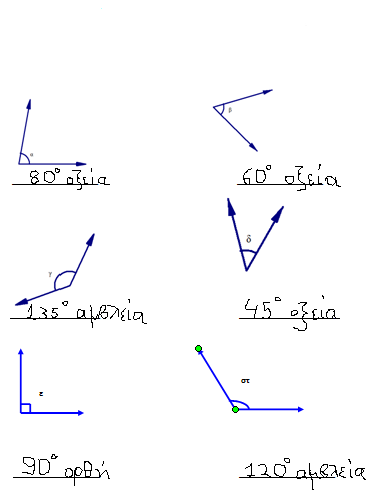 α β
80° οξεία 60° οξεία
γ δ
135° αμβλεία 45° οξεία
ε στ
90° ορθή 120° αμβλεία